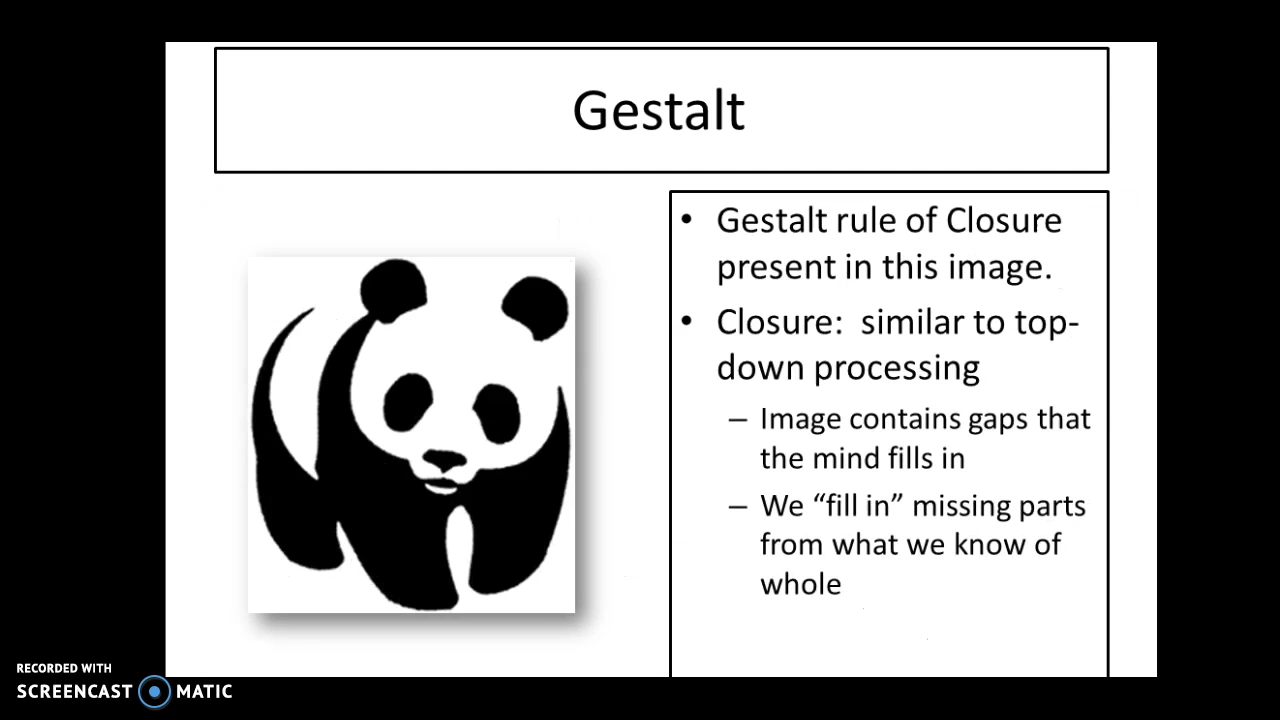 Gestalt
• Gestalt rule of Closure
present in this image.
• Closure:  similar to top-
down processing
– Image contains gaps that
the mind fills in
– We “fill in” missing parts
from what we know of
whole
RECORDED WITH
SCREENCAST MATIC